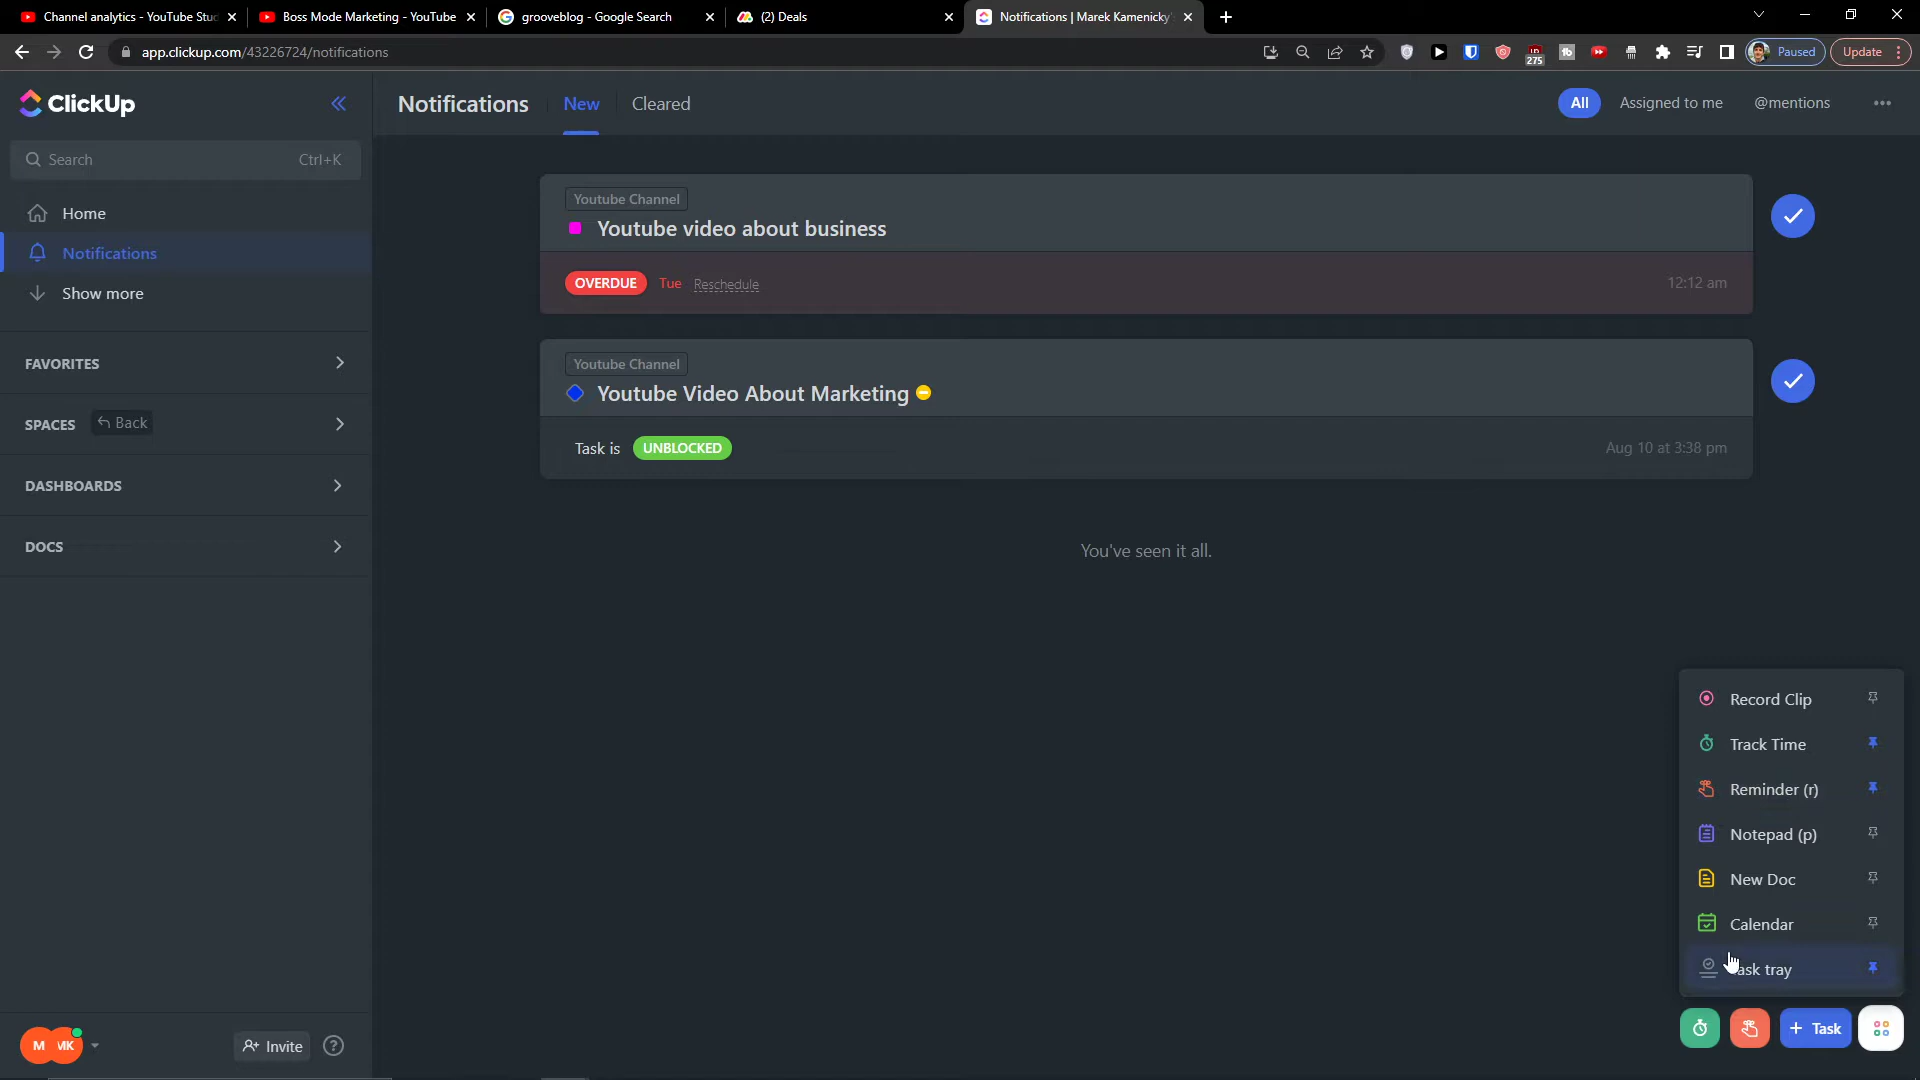 Channel analytics - YouTube Stu
Boss Mode Marketing - YouTube
grooveblog - Google Search
(2) Deals
Notifications | Marek Kamenicky'
app.clickup.com/43226724/notifications
275
Paused
Update
ClickUp
Search
Ctrl+K
Home
Notifications
Show more
FAVORITES
SPACES
Back
DASHBOARDS
DOCS
M
MK
Invite
?
Notifications
New
Cleared
All
Assigned to me
@mentions
Youtube Channel
Youtube video about business
OVERDUE Tue Reschedule
12:12 am
Youtube Channel
Youtube Video About Marketing
Task is UNBLOCKED
Aug 10 at 3:38 pm
You've seen it all.
Record Clip
Track Time
Reminder (r)
Notepad (p)
New Doc
Calendar
ask tray
+ Task